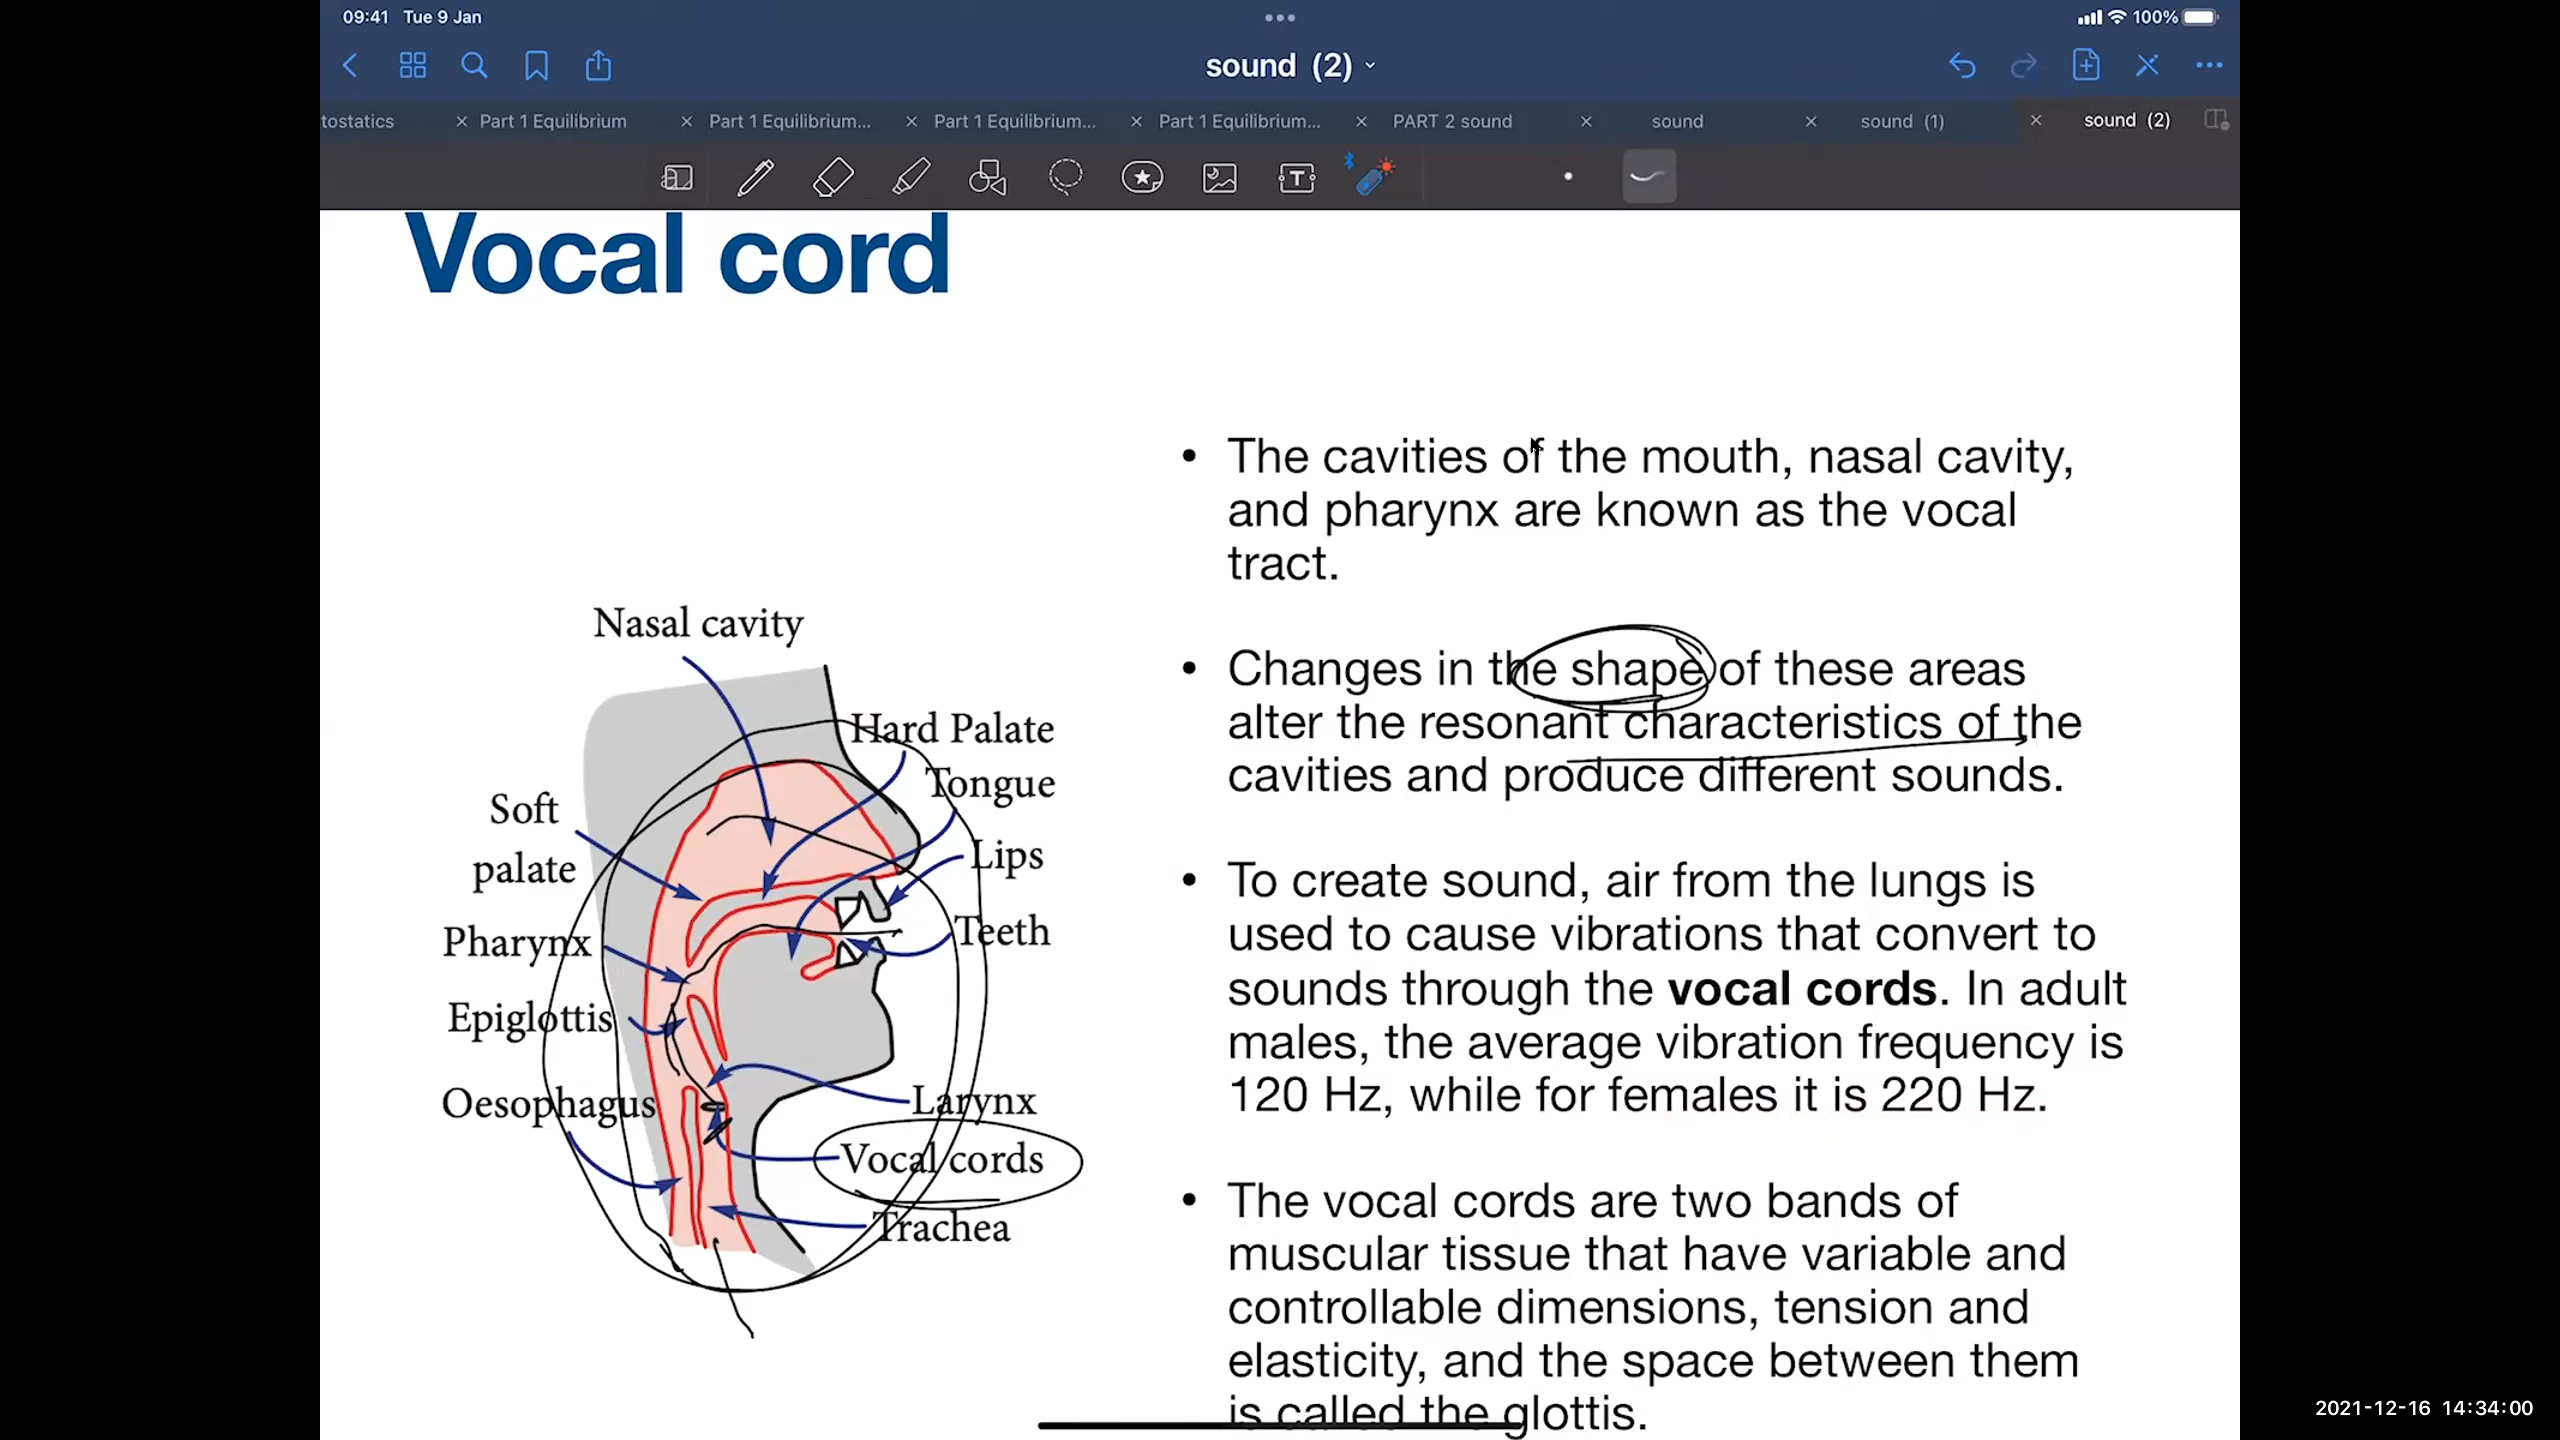 09:41 Tue 9 Jan
100%
sound (2)
tostatics
Part 1 Equilibrium
Part 1 Equilibrium...
Part 1 Equilibrium...
Part 1 Equilibrium...
PART 2 sound
sound
sound (1)
sound (2)
Vocal cord
• The cavities of the mouth, nasal cavity,
and pharynx are known as the vocal
tract.
• Changes in the shape of these areas
alter the resonant characteristics of the
cavities and produce different sounds.
• To create sound, air from the lungs is
used to cause vibrations that convert to
sounds through the vocal cords. In adult
males, the average vibration frequency is
120 Hz, while for females it is 220 Hz.
• The vocal cords are two bands of
muscular tissue that have variable and
controllable dimensions, tension and
elasticity, and the space between them
is called the glottis.
Nasal cavity
Hard Palate
Tongue
Soft
palate
Lips
Pharynx
Teeth
Epiglottis
Oesophagus
Larynx
Vocal cords
Trachea
2021-12-16 14:34:00